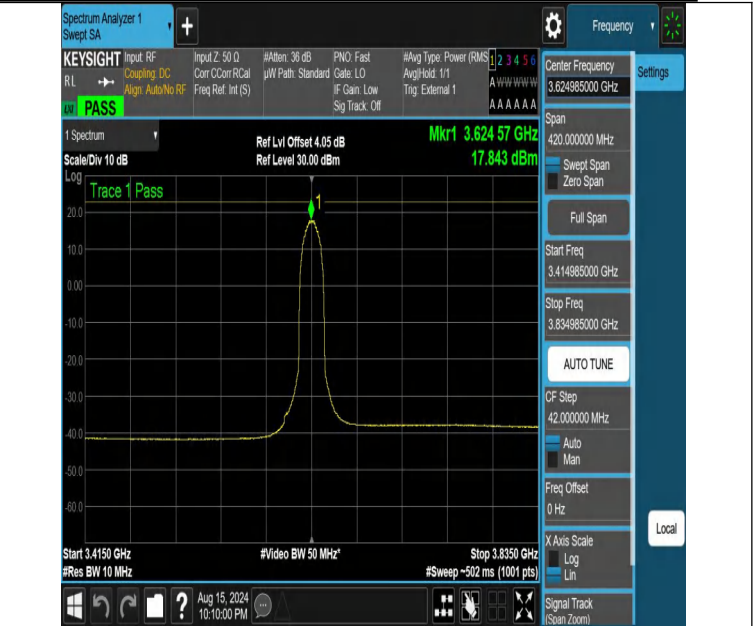 Spectrum Analyzer 1
Swept SA
+
Frequency
KEYSIGHT
Input: RF
Input Z: 50 Ω
#Atten: 36 dB
PNO: Fast
#Avg Type: Power (RMS
1 2 3 4 5 6
RL
Coupling: DC
Corr CCorr RCal
µW Path: Standard
Gate: LO
Avg|Hold: 1/1
A W W W W W
Align: Auto/No RF
Freq Ref: Int (S)
IF Gain: Low
Trig: External 1
PASS
Sig Track: Off
A A A A A A
1 Spectrum
Ref Lvl Offset 4.05 dB
Mkr1 3.624 57 GHz
Scale/Div 10 dB
Ref Level 30.00 dBm
17.843 dBm
Log
Trace 1 Pass
1
20.0
10.0
0.00
-10.0
-20.0
-30.0
-40.0
-50.0
-60.0
Start 3.4150 GHz
#Video BW 50 MHz*
Stop 3.8350 GHz
#Res BW 10 MHz
#Sweep ~502 ms (1001 pts)
?
Aug 15, 2024
10:10:00 PM
Center Frequency
3.624985000 GHz
Settings
Span
420.000000 MHz
Swept Span
Zero Span
Full Span
Start Freq
3.414985000 GHz
Stop Freq
3.834985000 GHz
AUTO TUNE
CF Step
42.000000 MHz
Auto
Man
Freq Offset
0 Hz
Local
X Axis Scale
Log
Lin
Signal Track
(Span Zoom)